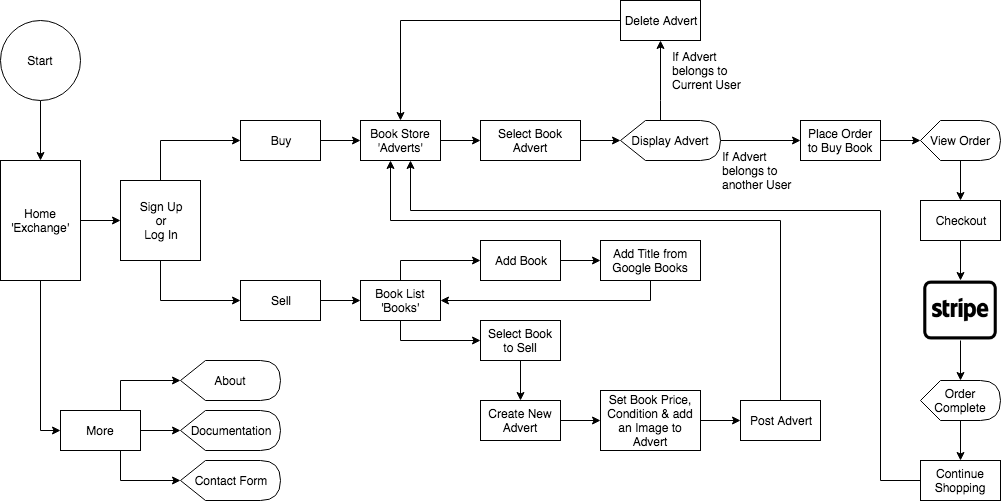 Start
Home
'Exchange'
Sign Up
or
Log In
Buy
Book Store
'Adverts'
Select Book
Advert
Display Advert
If Advert
belongs to
Current User
Delete Advert
If Advert
belongs to
another User
Place Order
to Buy Book
View Order
Checkout
stripe
Order
Complete
Continue
Shopping
Sell
Book List
'Books'
Add Book
Add Title from
Google Books
Select Book
to Sell
Create New
Advert
Set Book Price,
Condition & add
an Image to
Advert
Post Advert
More
About
Documentation
Contact Form